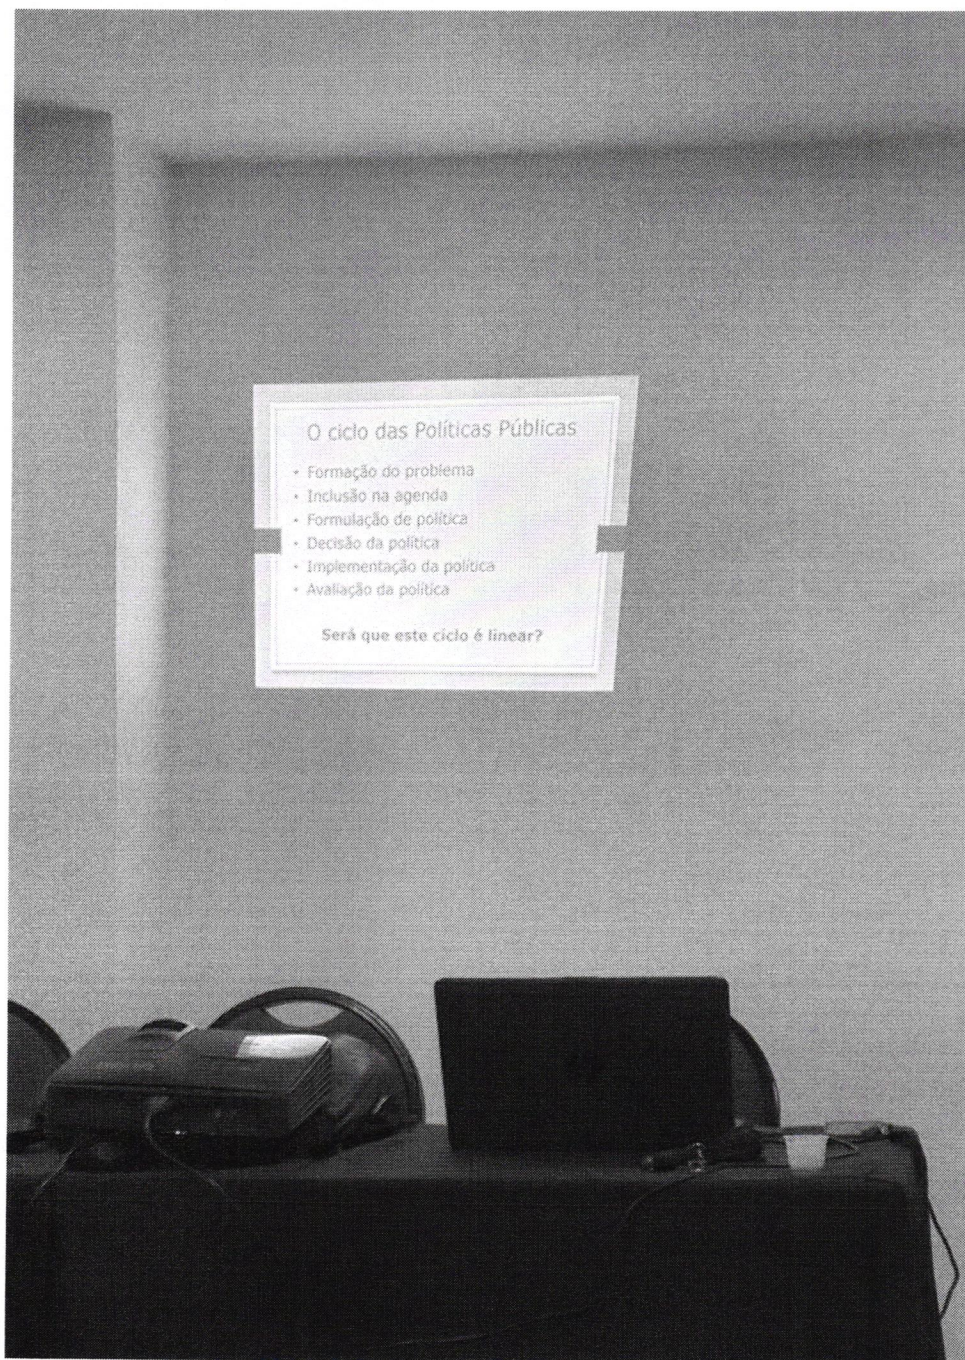 O ciclo das Políticas Públicas
• Formação do problema
• Inclusão na agenda
• Formulação de política
• Decisão da política
• Implementação da política
• Avaliação da política
Será que este ciclo é linear?